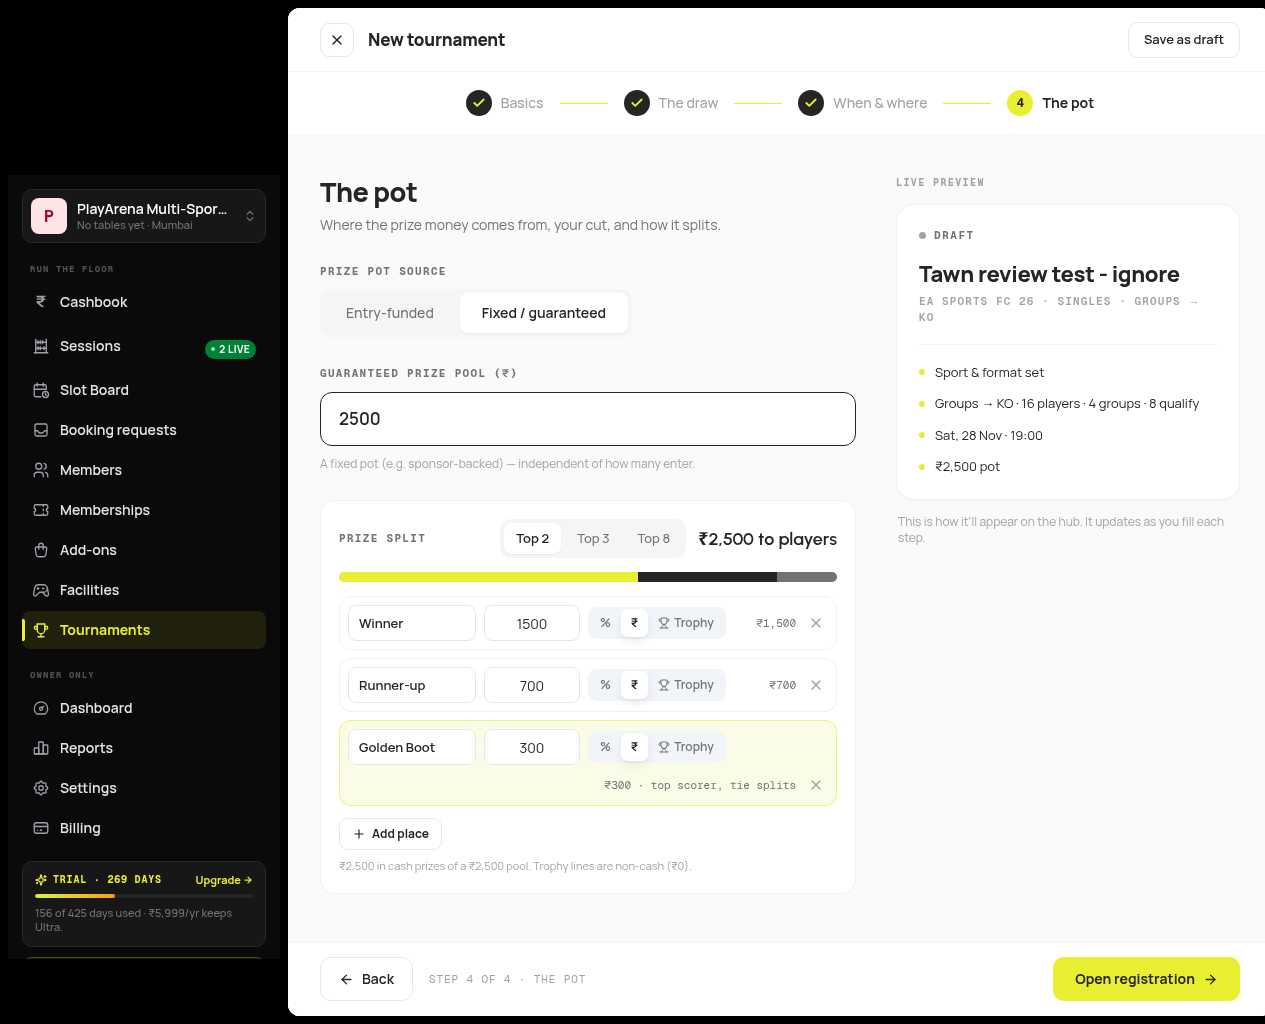 New tournament
Save as draft
Basics
The draw
When & where
4
The pot
P
PlayArena Multi-Spor...
No tables yet · Mumbai
RUN THE FLOOR
₹ Cashbook
Sessions
• 2 LIVE
Slot Board
Booking requests
Members
Memberships
Add-ons
Facilities
Tournaments
OWNER ONLY
Dashboard
Reports
Settings
Billing
TRIAL · 269 DAYS
Upgrade →
156 of 425 days used · ₹5,999/yr keeps
Ultra.
The pot
Where the prize money comes from, your cut, and how it splits.
PRIZE POT SOURCE
Entry-funded
Fixed / guaranteed
GUARANTEED PRIZE POOL (₹)
2500
A fixed pot (e.g. sponsor-backed) — independent of how many enter.
PRIZE SPLIT
Top 2
Top 3
Top 8
₹2,500 to players
Winner
1500
%
₹
Trophy
₹1,500
Runner-up
700
%
₹
Trophy
₹700
Golden Boot
300
%
₹
Trophy
₹300 · top scorer, tie splits
+ Add place
₹2,500 in cash prizes of a ₹2,500 pool. Trophy lines are non-cash (₹0).
LIVE PREVIEW
DRAFT
Tawn review test - ignore
EA SPORTS FC 26 · SINGLES · GROUPS →
KO
Sport & format set
Groups → KO · 16 players · 4 groups · 8 qualify
Sat, 28 Nov · 19:00
₹2,500 pot
This is how it'll appear on the hub. It updates as you fill each
step.
← Back
STEP 4 OF 4 · THE POT
Open registration →